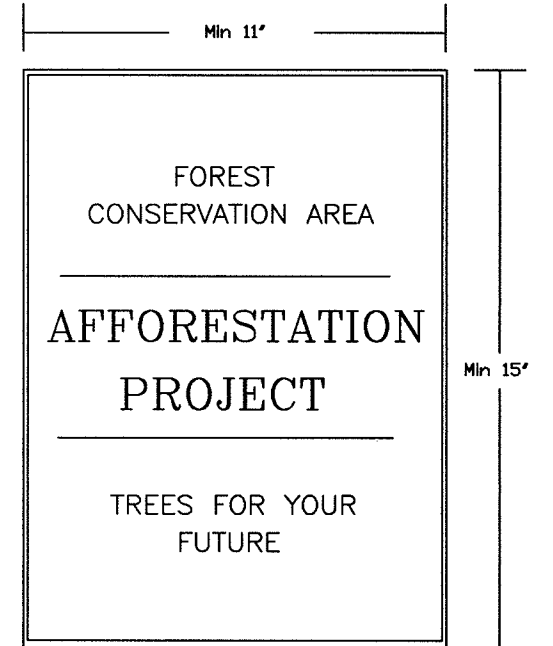 Min 11"
FOREST
CONSERVATION AREA
AFFORESTATION
PROJECT
Min 15"
TREES FOR YOUR
FUTURE